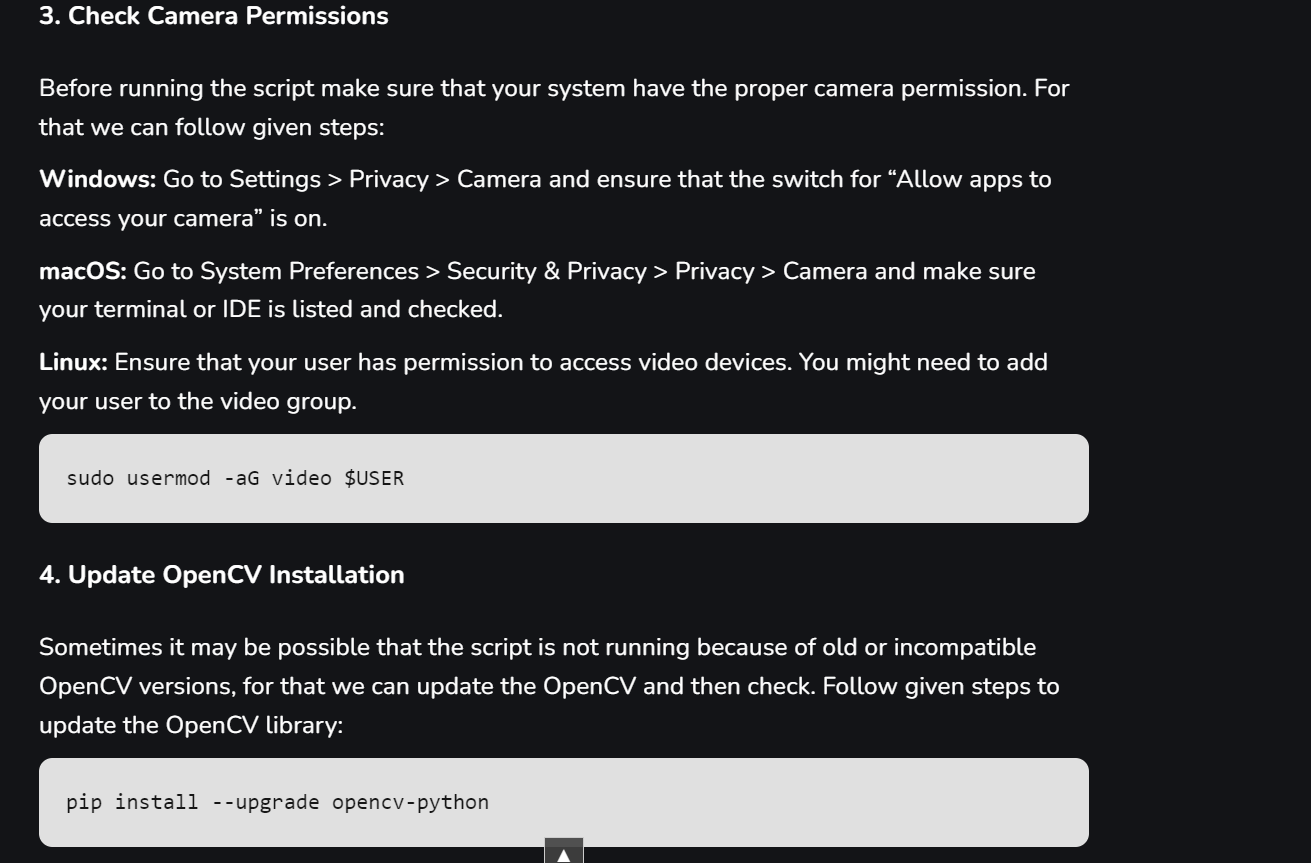 3. Check Camera Permissions
Before running the script make sure that your system have the proper camera permission. For
that we can follow given steps:
Windows: Go to Settings > Privacy > Camera and ensure that the switch for “Allow apps to
access your camera” is on.
macOS: Go to System Preferences > Security & Privacy > Privacy > Camera and make sure
your terminal or IDE is listed and checked.
Linux: Ensure that your user has permission to access video devices. You might need to add
your user to the video group.
sudo usermod -aG video $USER
4. Update OpenCV Installation
Sometimes it may be possible that the script is not running because of old or incompatible
OpenCV versions, for that we can update the OpenCV and then check. Follow given steps to
update the OpenCV library:
pip install --upgrade opencv-python